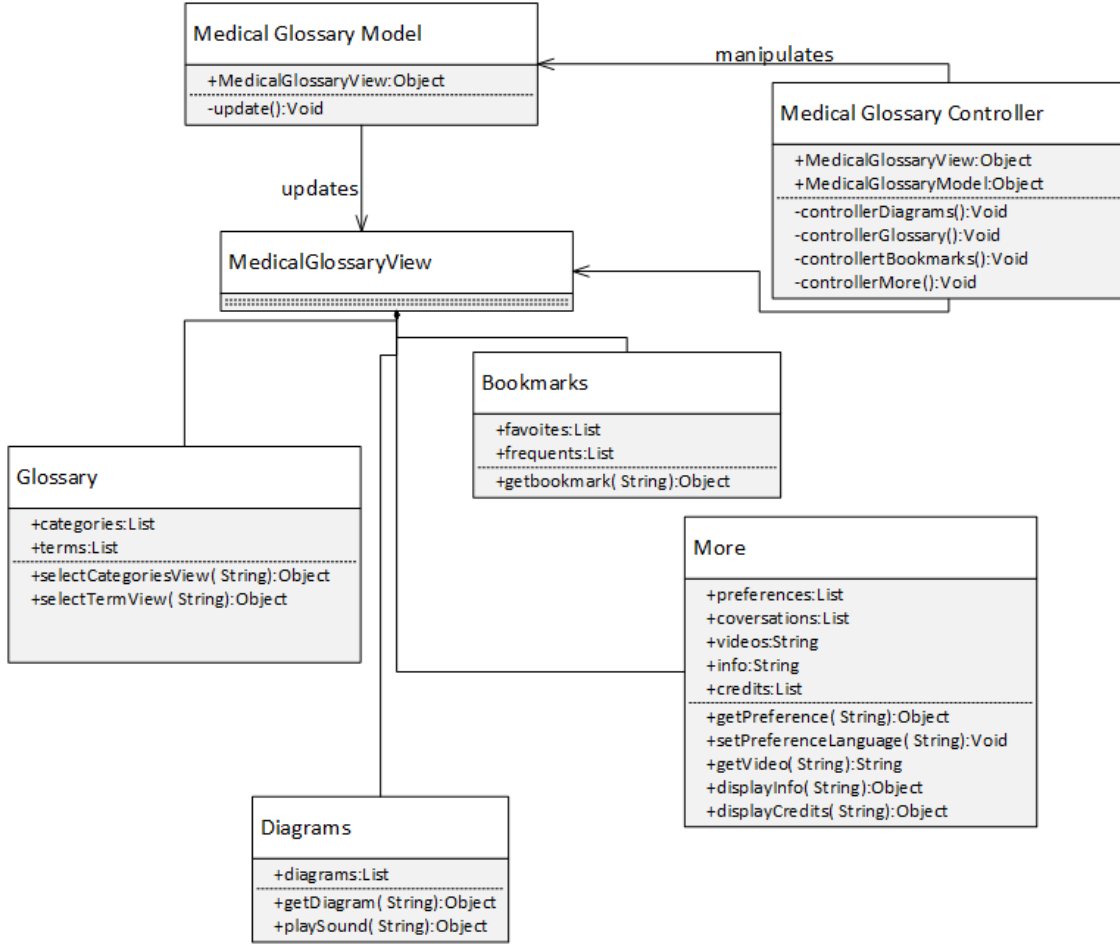 Medical Glossary Model
+MedicalGlossaryView:Object
-update():Void
manipulates
Medical Glossary Controller
+MedicalGlossaryView:Object
+MedicalGlossaryModel:Object
-controllerDiagrams():Void
-controllerGlossary():Void
-controllertBookmarks():Void
-controllerMore():Void
updates
MedicalGlossaryView
Bookmarks
+favoites:List
+frequents:List
+getbookmark( String):Object
Glossary
+categories:List
+terms:List
+selectCategoriesView( String):Object
+selectTermView( String):Object
More
+preferences:List
+coversations:List
+videos:String
+info:String
+credits:List
+getPreference( String):Object
+setPreferenceLanguage( String):Void
+getVideo( String):String
+displayInfo( String):Object
+displayCredits( String):Object
Diagrams
+diagrams:List
+getDiagram( String):Object
+playSound( String):Object